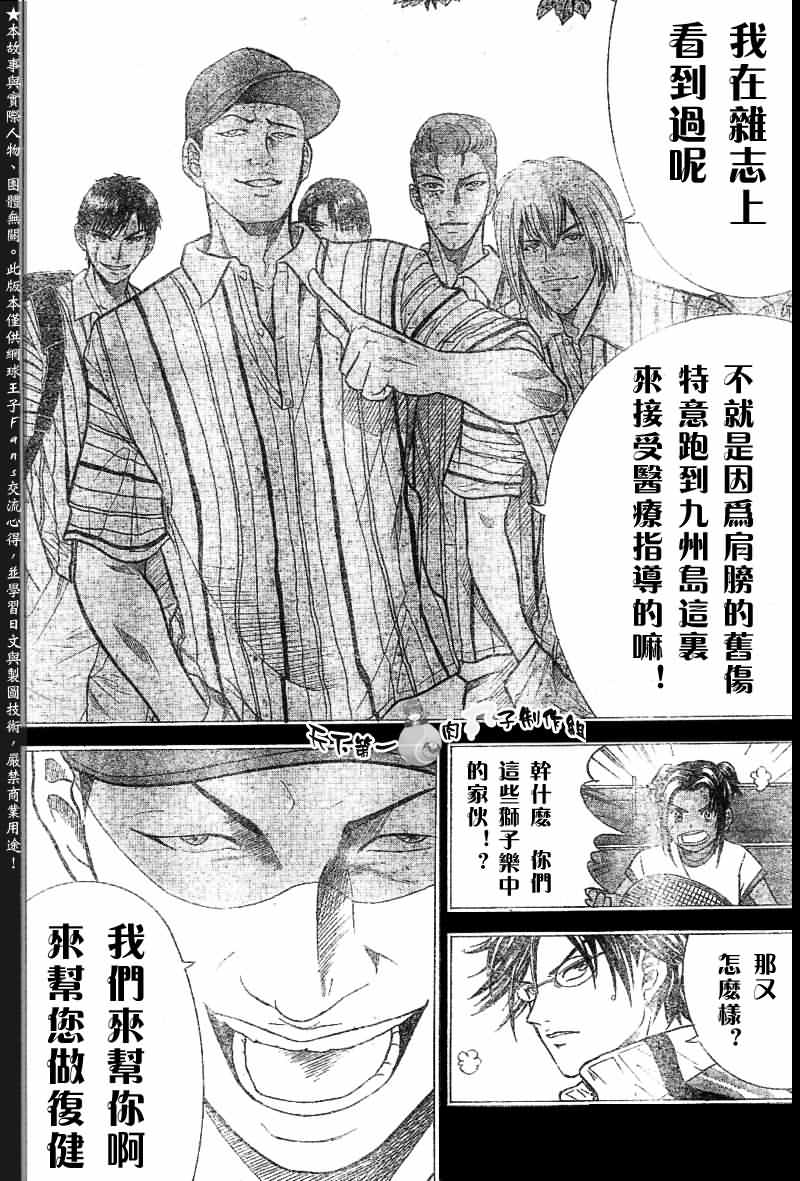 我在雜志上
看到過呢
不就是因爲肩膀的舊傷
特意跑到九州島這裏
來接受醫療指導的嘛！
天下第一
肉丸子制作組
幹什麽 你們
這些獅子樂中
的家伙！？
那又
怎麽樣？
我們來幫你啊
來幫您做復健
★本故事與實際人物、團體無關。此版本僅供網球王子Fans交流心得，並學習日文與製圖技術，嚴禁商業用途！